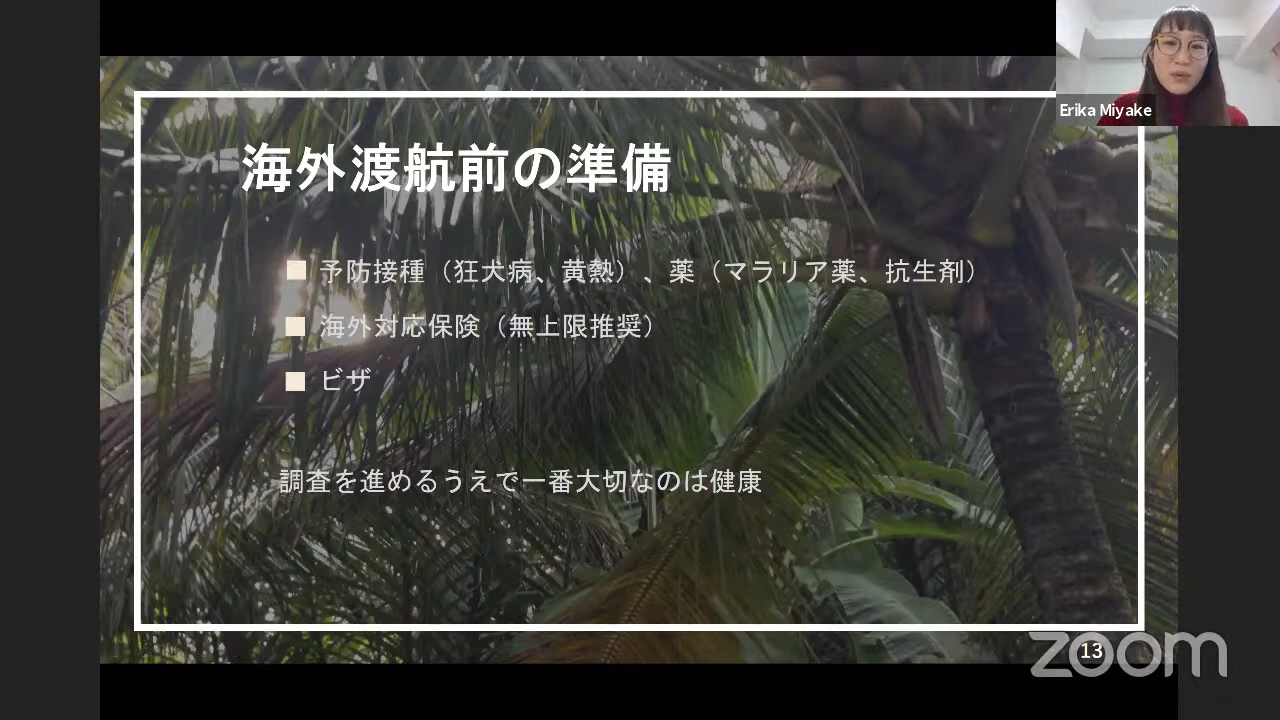 Erika Miyake
海外渡航前の準備
予防接種（狂犬病、黄熱）、薬（マラリア薬、抗生剤）
海外対応保険（無上限推奨）
ビザ
調査を進めるうえで一番大切なのは健康
13
zoom